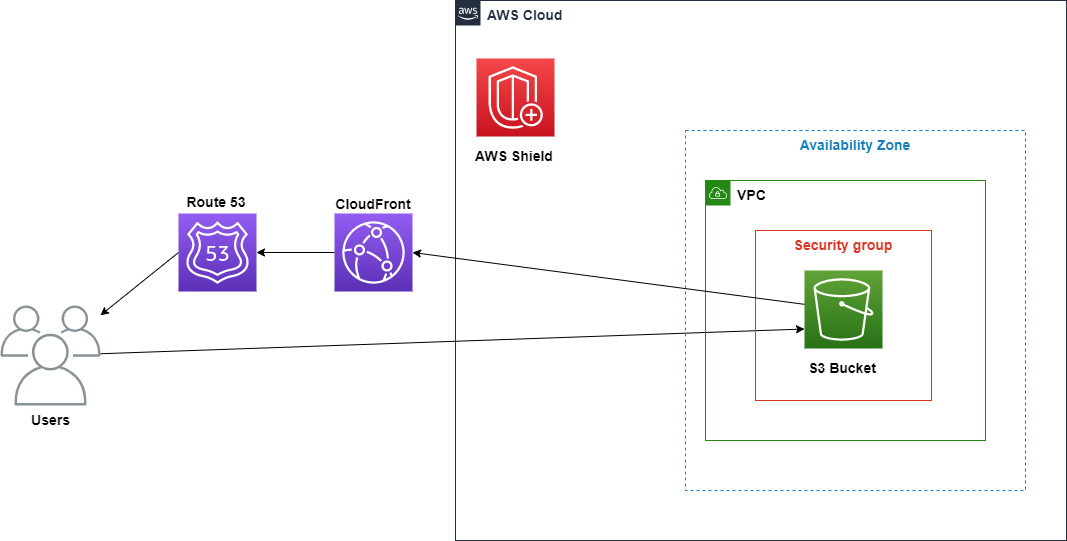 aws
AWS Cloud
AWS Shield
Availability Zone
VPC
Security group
S3 Bucket
Route 53
53
CloudFront
Users